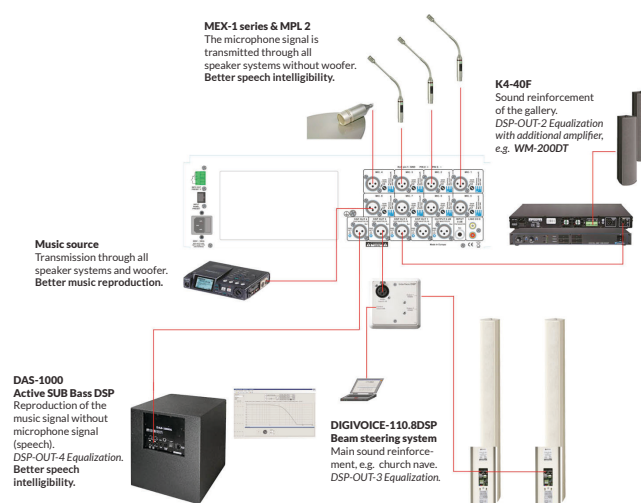 MEX-1 series & MPL 2
The microphone signal is
transmitted through all
speaker systems without woofer.
Better speech intelligibility.
K4-40F
Sound reinforcement
of the gallery.
DSP-OUT-2 Equalization
with additional amplifier,
e.g. WM-200DT
Music source
Transmission through all
speaker systems and woofer.
Better music reproduction.
DAS-1000
Active SUB Bass DSP
Reproduction of the
music signal without
microphone signal
(speech).
DSP-OUT-4 Equalization.
Better speech
intelligibility.
DIGIVOICE-110.8DSP
Beam steering system
Main sound reinforce-
ment, e.g. church nave.
DSP-OUT-3 Equalization.